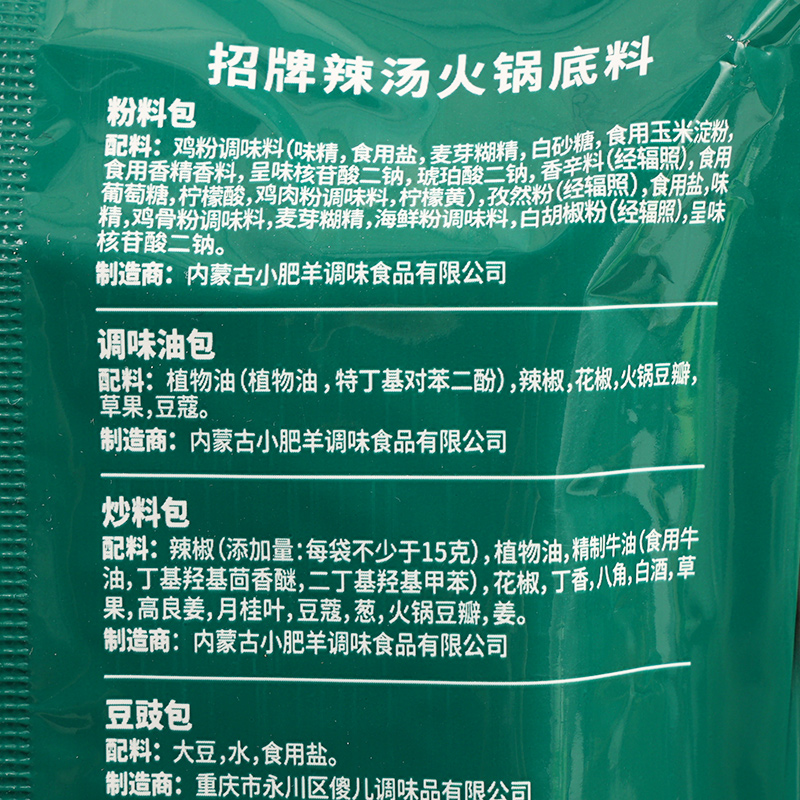 招牌辣汤火锅底料
粉料包
配料：鸡粉调味料(味精，食用盐，麦芽糊精，白砂糖，食用玉米淀粉，
食用香精香料，呈味核苷酸二钠，琥珀酸二钠，香辛料(经辐照)，食用
葡萄糖，柠檬酸，鸡肉粉调味料，柠檬黄)，孜然粉(经辐照)，食用盐，味
精，鸡骨粉调味料，麦芽糊精，海鲜粉调味料，白胡椒粉(经辐照)，呈味
核苷酸二钠。
制造商：内蒙古小肥羊调味食品有限公司
调味油包
配料：植物油(植物油，特丁基对苯二酚)，辣椒，花椒，火锅豆瓣，
草果，豆蔻。
制造商：内蒙古小肥羊调味食品有限公司
炒料包
配料：辣椒(添加量：每袋不少于15克)，植物油，精制牛油(食用牛
油，丁基羟基茴香醚，二丁基羟基甲苯)，花椒，丁香，八角，白酒，草
果，高良姜，月桂叶，豆蔻，葱，火锅豆瓣，姜。
制造商：内蒙古小肥羊调味食品有限公司
豆豉包
配料：大豆，水，食用盐。
制造商：重庆市永川区傻儿调味品有限公司